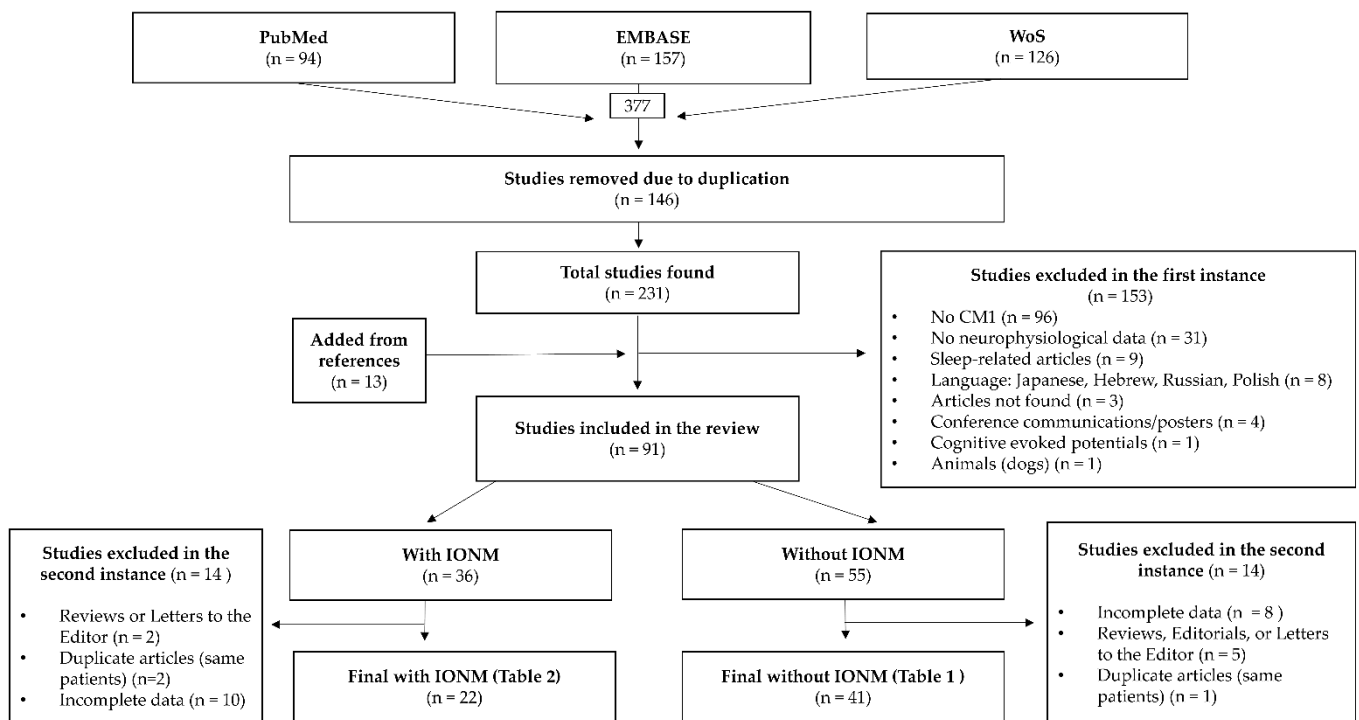 PubMed
(n = 94)
EMBASE
(n = 157)
WoS
(n = 126)
377
Studies removed due to duplication
(n = 146)
Total studies found
(n = 231)
Studies excluded in the first instance
(n = 153)
• No CM1 (n = 96)
• No neurophysiological data (n = 31)
• Sleep-related articles (n = 9)
• Language: Japanese, Hebrew, Russian, Polish (n = 8)
• Articles not found (n = 3)
• Conference communications/posters (n = 4)
• Cognitive evoked potentials (n = 1)
• Animals (dogs) (n = 1)
Added from
references
(n = 13)
Studies included in the review
(n = 91)
Studies excluded in the
second instance (n = 14 )
• Reviews or Letters to the
Editor (n = 2)
• Duplicate articles (same
patients) (n=2)
• Incomplete data (n = 10)
With IONM
(n = 36)
Without IONM
(n = 55)
Studies excluded in the second
instance (n = 14)
• Incomplete data (n = 8 )
• Reviews, Editorials, or Letters
to the Editor (n = 5)
• Duplicate articles (same
patients) (n = 1)
Final with IONM (Table 2)
(n = 22)
Final without IONM (Table 1 )
(n = 41)